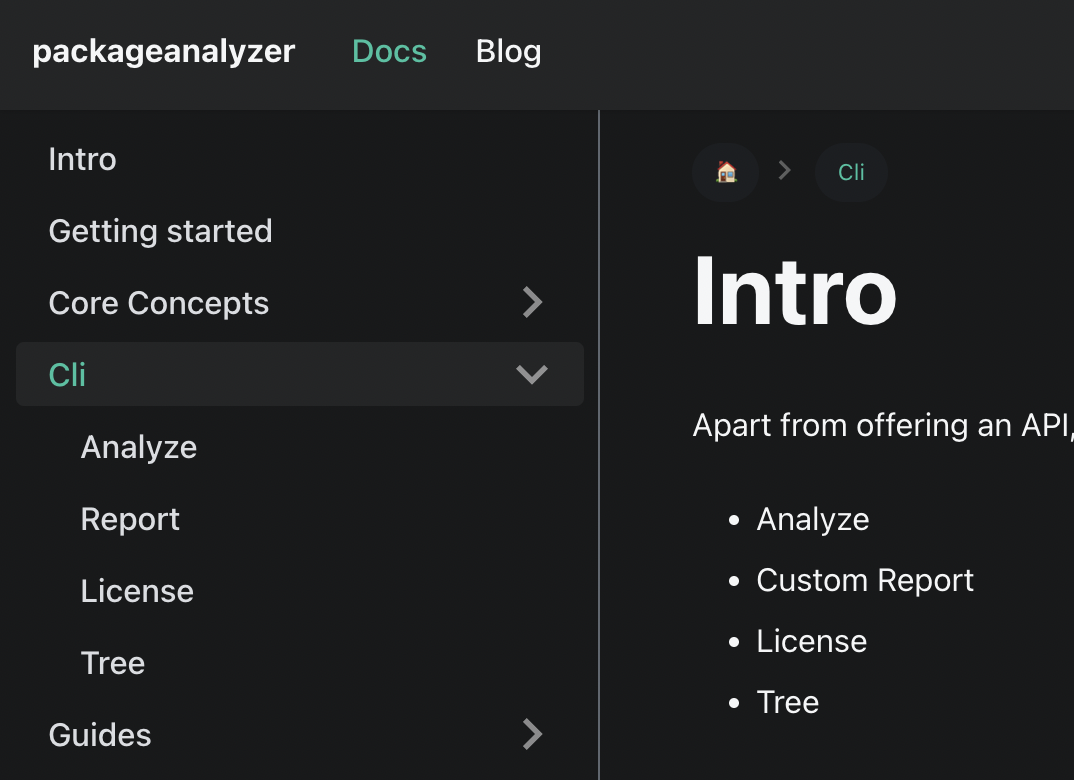 packageanalyzer Docs Blog
Intro
Getting started
Core Concepts
Cli
Analyze
Report
License
Tree
Guides
Cli
Intro
Apart from offering an API,
Analyze
Custom Report
License
Tree